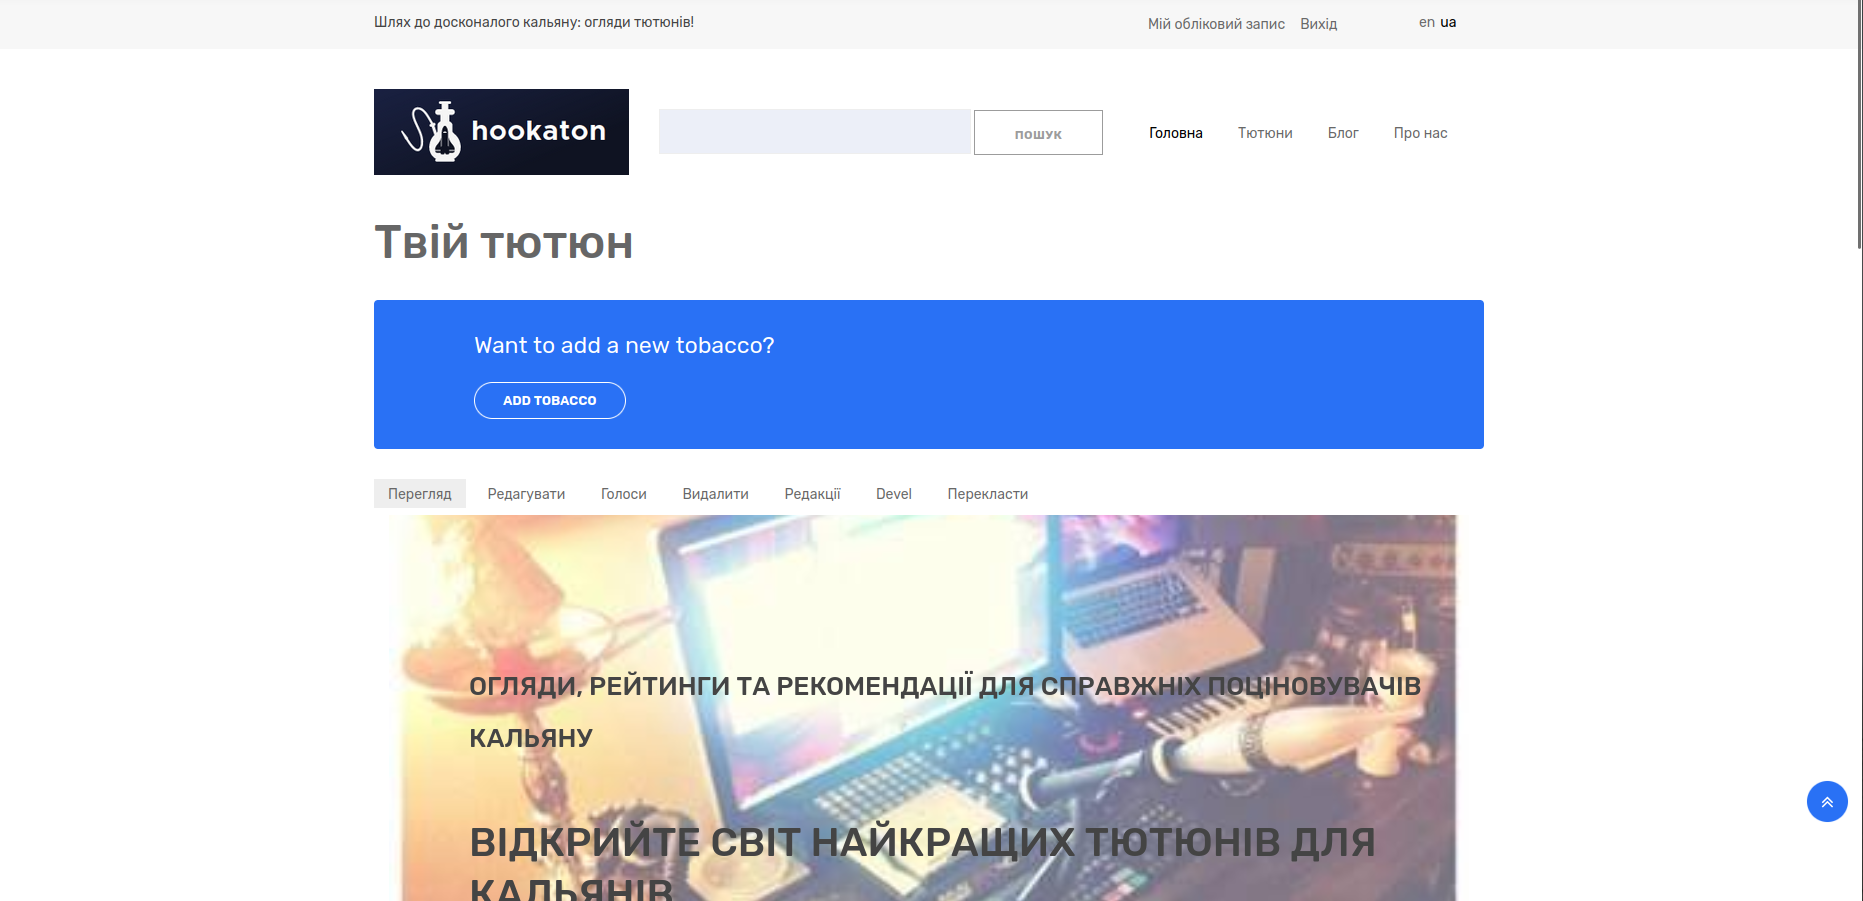 Шлях до досконалого кальяну: огляди тютюнів!
Мій обліковий запис Вихід
en ua
hookaton
ПОШУК
Головна Тютюни Блог Про нас
Твій тютюн
Want to add a new tobacco?
ADD TOBACCO
Перегляд Редагувати Голоси Видалити Редакції Devel Перекласти
ОГЛЯДИ, РЕЙТИНГИ ТА РЕКОМЕНДАЦІЇ ДЛЯ СПРАВЖНІХ ПОЦІНОВУВАЧІВ
КАЛЬЯНУ
ВІДКРИЙТЕ СВІТ НАЙКРАЩИХ ТЮТЮНІВ ДЛЯ
КАЛЬЯНІВ